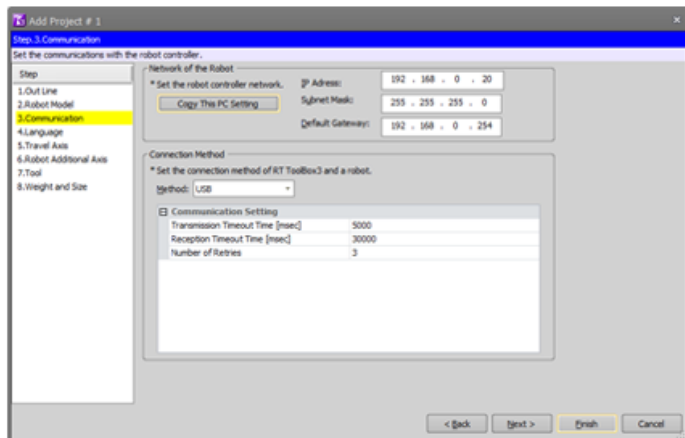 Add Project # 1
Step.3.Communication
Set the communications with the robot controller.
Step
1.Out Line
2.Robot Model
3.Communication
4.Language
5.Travel Axis
6.Robot Additional Axis
7.Tool
8.Weight and Size
Network of the Robot
* Set the robot controller network.
Copy This PC Setting
IP Adress: 192 . 168 . 0 . 20
Subnet Mask: 255 . 255 . 255 . 0
Default Gateway: 192 . 168 . 0 . 254
Connection Method
* Set the connection method of RT ToolBox3 and a robot.
Method: USB
Communication Setting
Transmission Timeout Time [msec] 5000
Reception Timeout Time [msec] 30000
Number of Retries 3
< Back Next > Finish Cancel